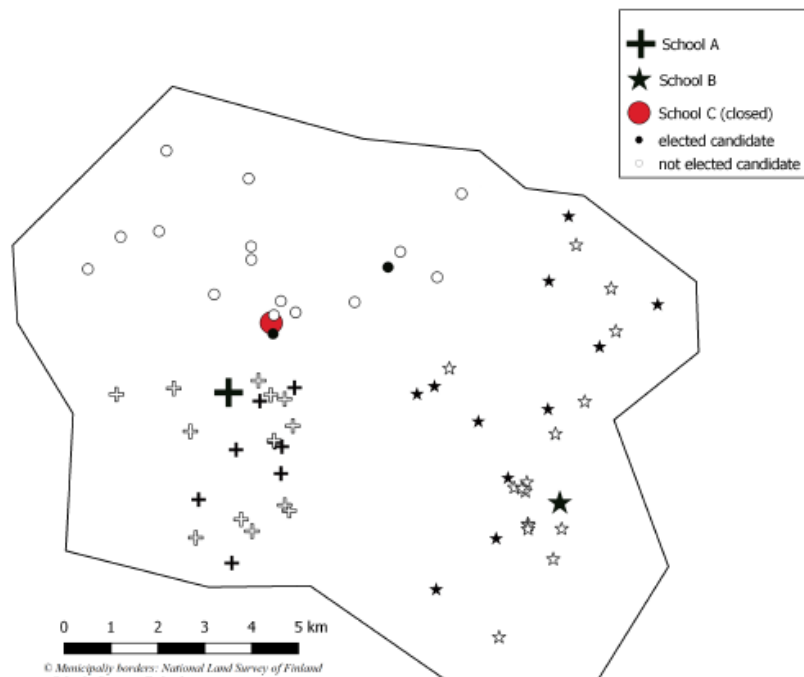 School A
School B
School C (closed)
elected candidate
not elected candidate
0 1 2 3 4 5 km
© Municipaliy borders: National Land Survey of Finland